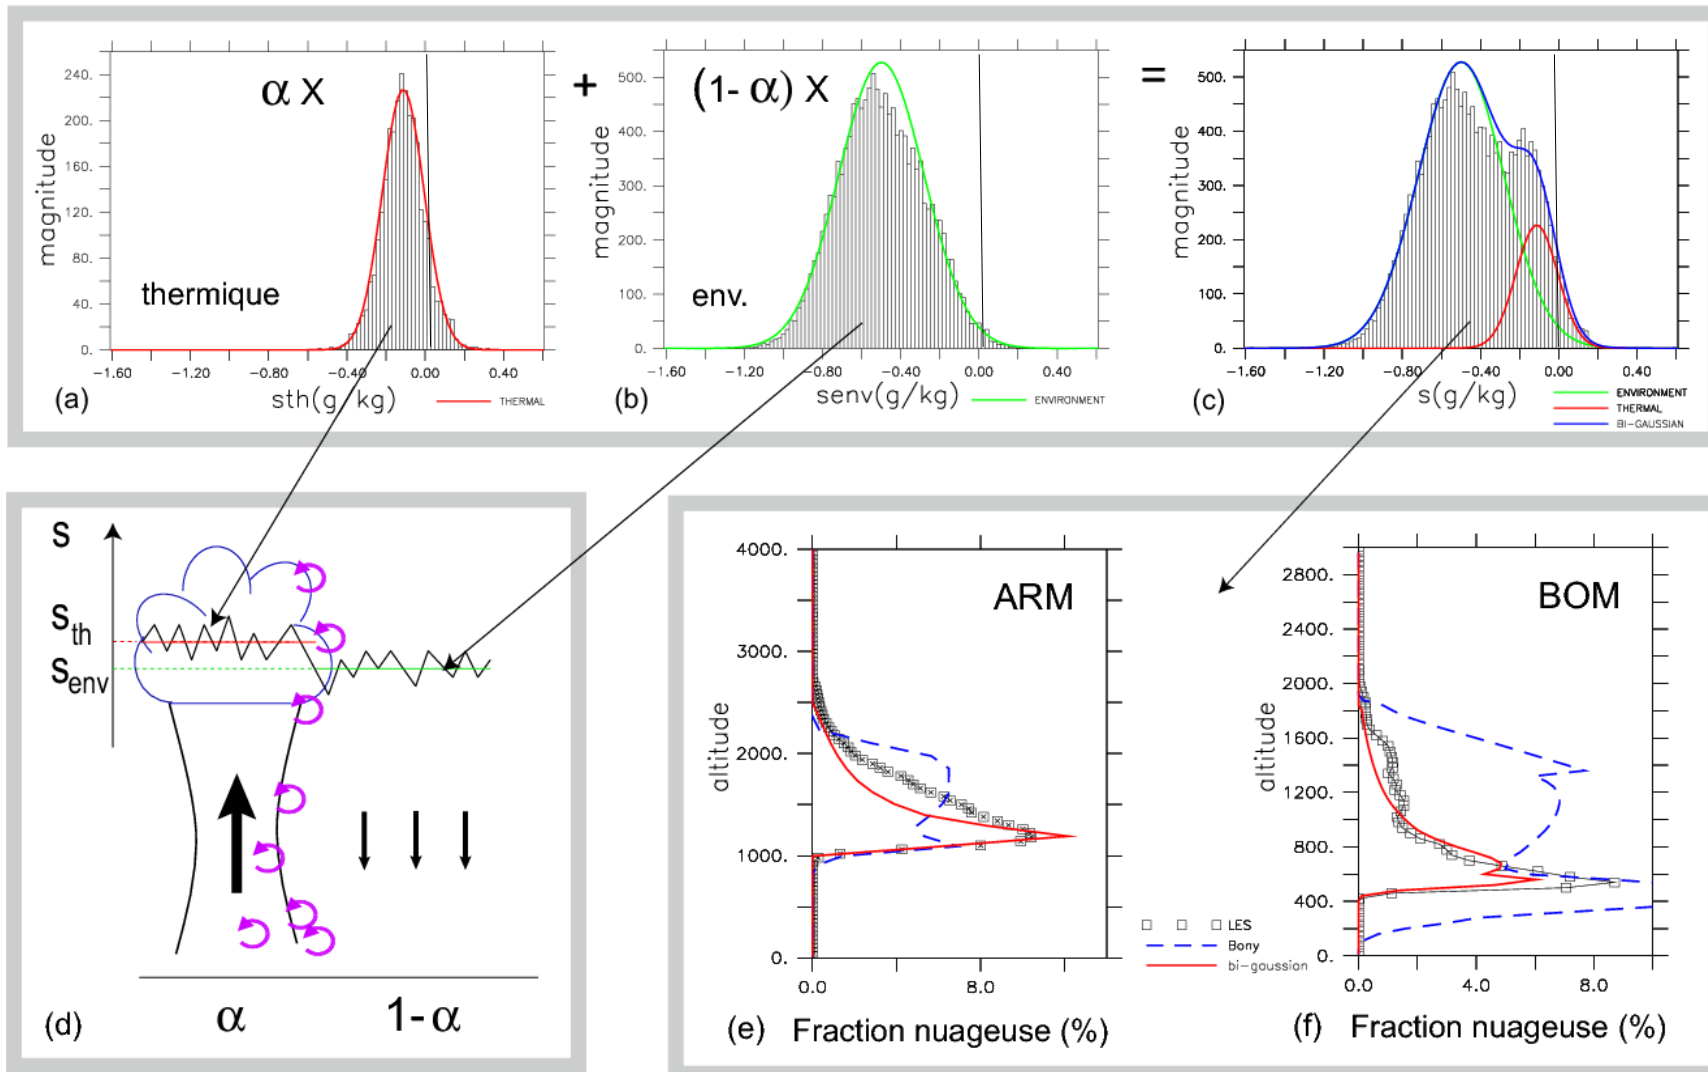 α X
+
(1- α) X
=
240.
200.
160.
120.
80.
40.
0.
magnitude
thermique
-1.60
-0.80
-0.40
0.00
0.40
(a)
sth(g/kg)
THERMAL
500.
400.
300.
200.
100.
0.
magnitude
env.
-1.60
-1.20
-0.80
-0.40
0.00
0.40
(b)
senv(g/kg)
ENVIRONMENT
500.
400.
300.
200.
100.
0.
magnitude
-1.60
-1.20
-0.80
-0.40
-0.00
0.40
(c)
s(g/kg)
ENVIRONMENT
THERMAL
BI-GAUSSIAN
S
Sth
Senv
(d)
α
1-α
4000.
3000.
2000.
1000.
0.
altitude
ARM
0.0
8.0
(e) Fraction nuageuse (%)
LES
Bony
bi-gaussian
2800.
2400.
2000.
1600.
1200.
800.
400.
0.
altitude
BOM
0.0
4.0
8.0
(f) Fraction nuageuse (%)